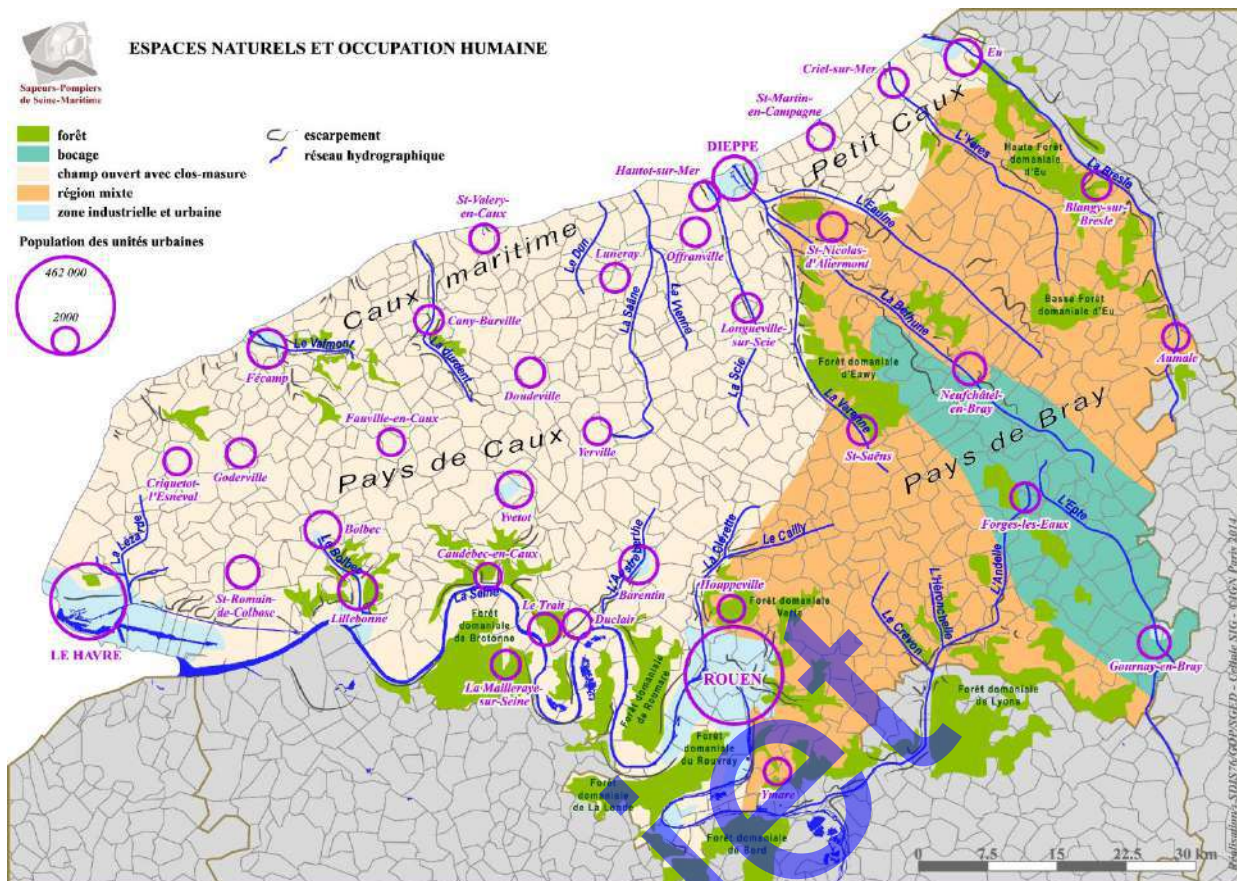 ESPACES NATURELS ET OCCUPATION HUMAINE
Sapeurs-Pompiers
de Seine-Maritime
forêt
bocage
champ ouvert avec clos-masure
région mixte
zone industrielle et urbaine
escarpement
réseau hydrographique
Population des unités urbaines
462 000
2000
Eu
Criel-sur-Mer
St-Martin-
en-Campagne
Petit Caux
DIEPPE
L'Yères
Haute Forêt
domaniale
d'Eu
La Bresle
Hautot-sur-Mer
Blangy-sur-
Bresle
St-Valery-
en-Caux
L'Eaulne
Caux maritime
Le Dun
Luneray
Offranville
St-Nicolas-
d'Aliermont
La Saâne
La Vienne
La Béthune
Basse Forêt
domaniale d'Eu
Cany-Barville
Longueville-
sur-Scie
Le Valmont
La durdent
Aumale
Fécamp
Forêt domaniale
d'Eawy
Doudeville
La Scie
Neufchâtel-
en-Bray
La Varenne
Fauville-en-Caux
Pays de Caux
Yerville
St-Saëns
Pays de Bray
Goderville
Criquetot-
l'Esneval
Yvetot
Forges-les-Eaux
L'Epte
La Lézarde
Bolbec
Le Bolbec
Caudebec-en-Caux
L'Austreberthe
La Clérette
Le Cailly
L'Andelle
L'Héronchelle
St-Romain-
de-Colbosc
Lillebonne
La Seine
Barentin
Houppeville
Le Trait
Duclair
Forêt domaniale
Verte
Forêt
domaniale
de Brotonne
Le Crevon
LE HAVRE
Gournay-en-Bray
La Mailleraye-
sur-Seine
Forêt domaniale
de Roumare
ROUEN
Forêt domaniale
de Lyons
Forêt
domaniale
du Rouvray
Ymare
Forêt
domaniale
de La Londe
Forêt domaniale
de Bord
0 7.5 15 22.5 30 km